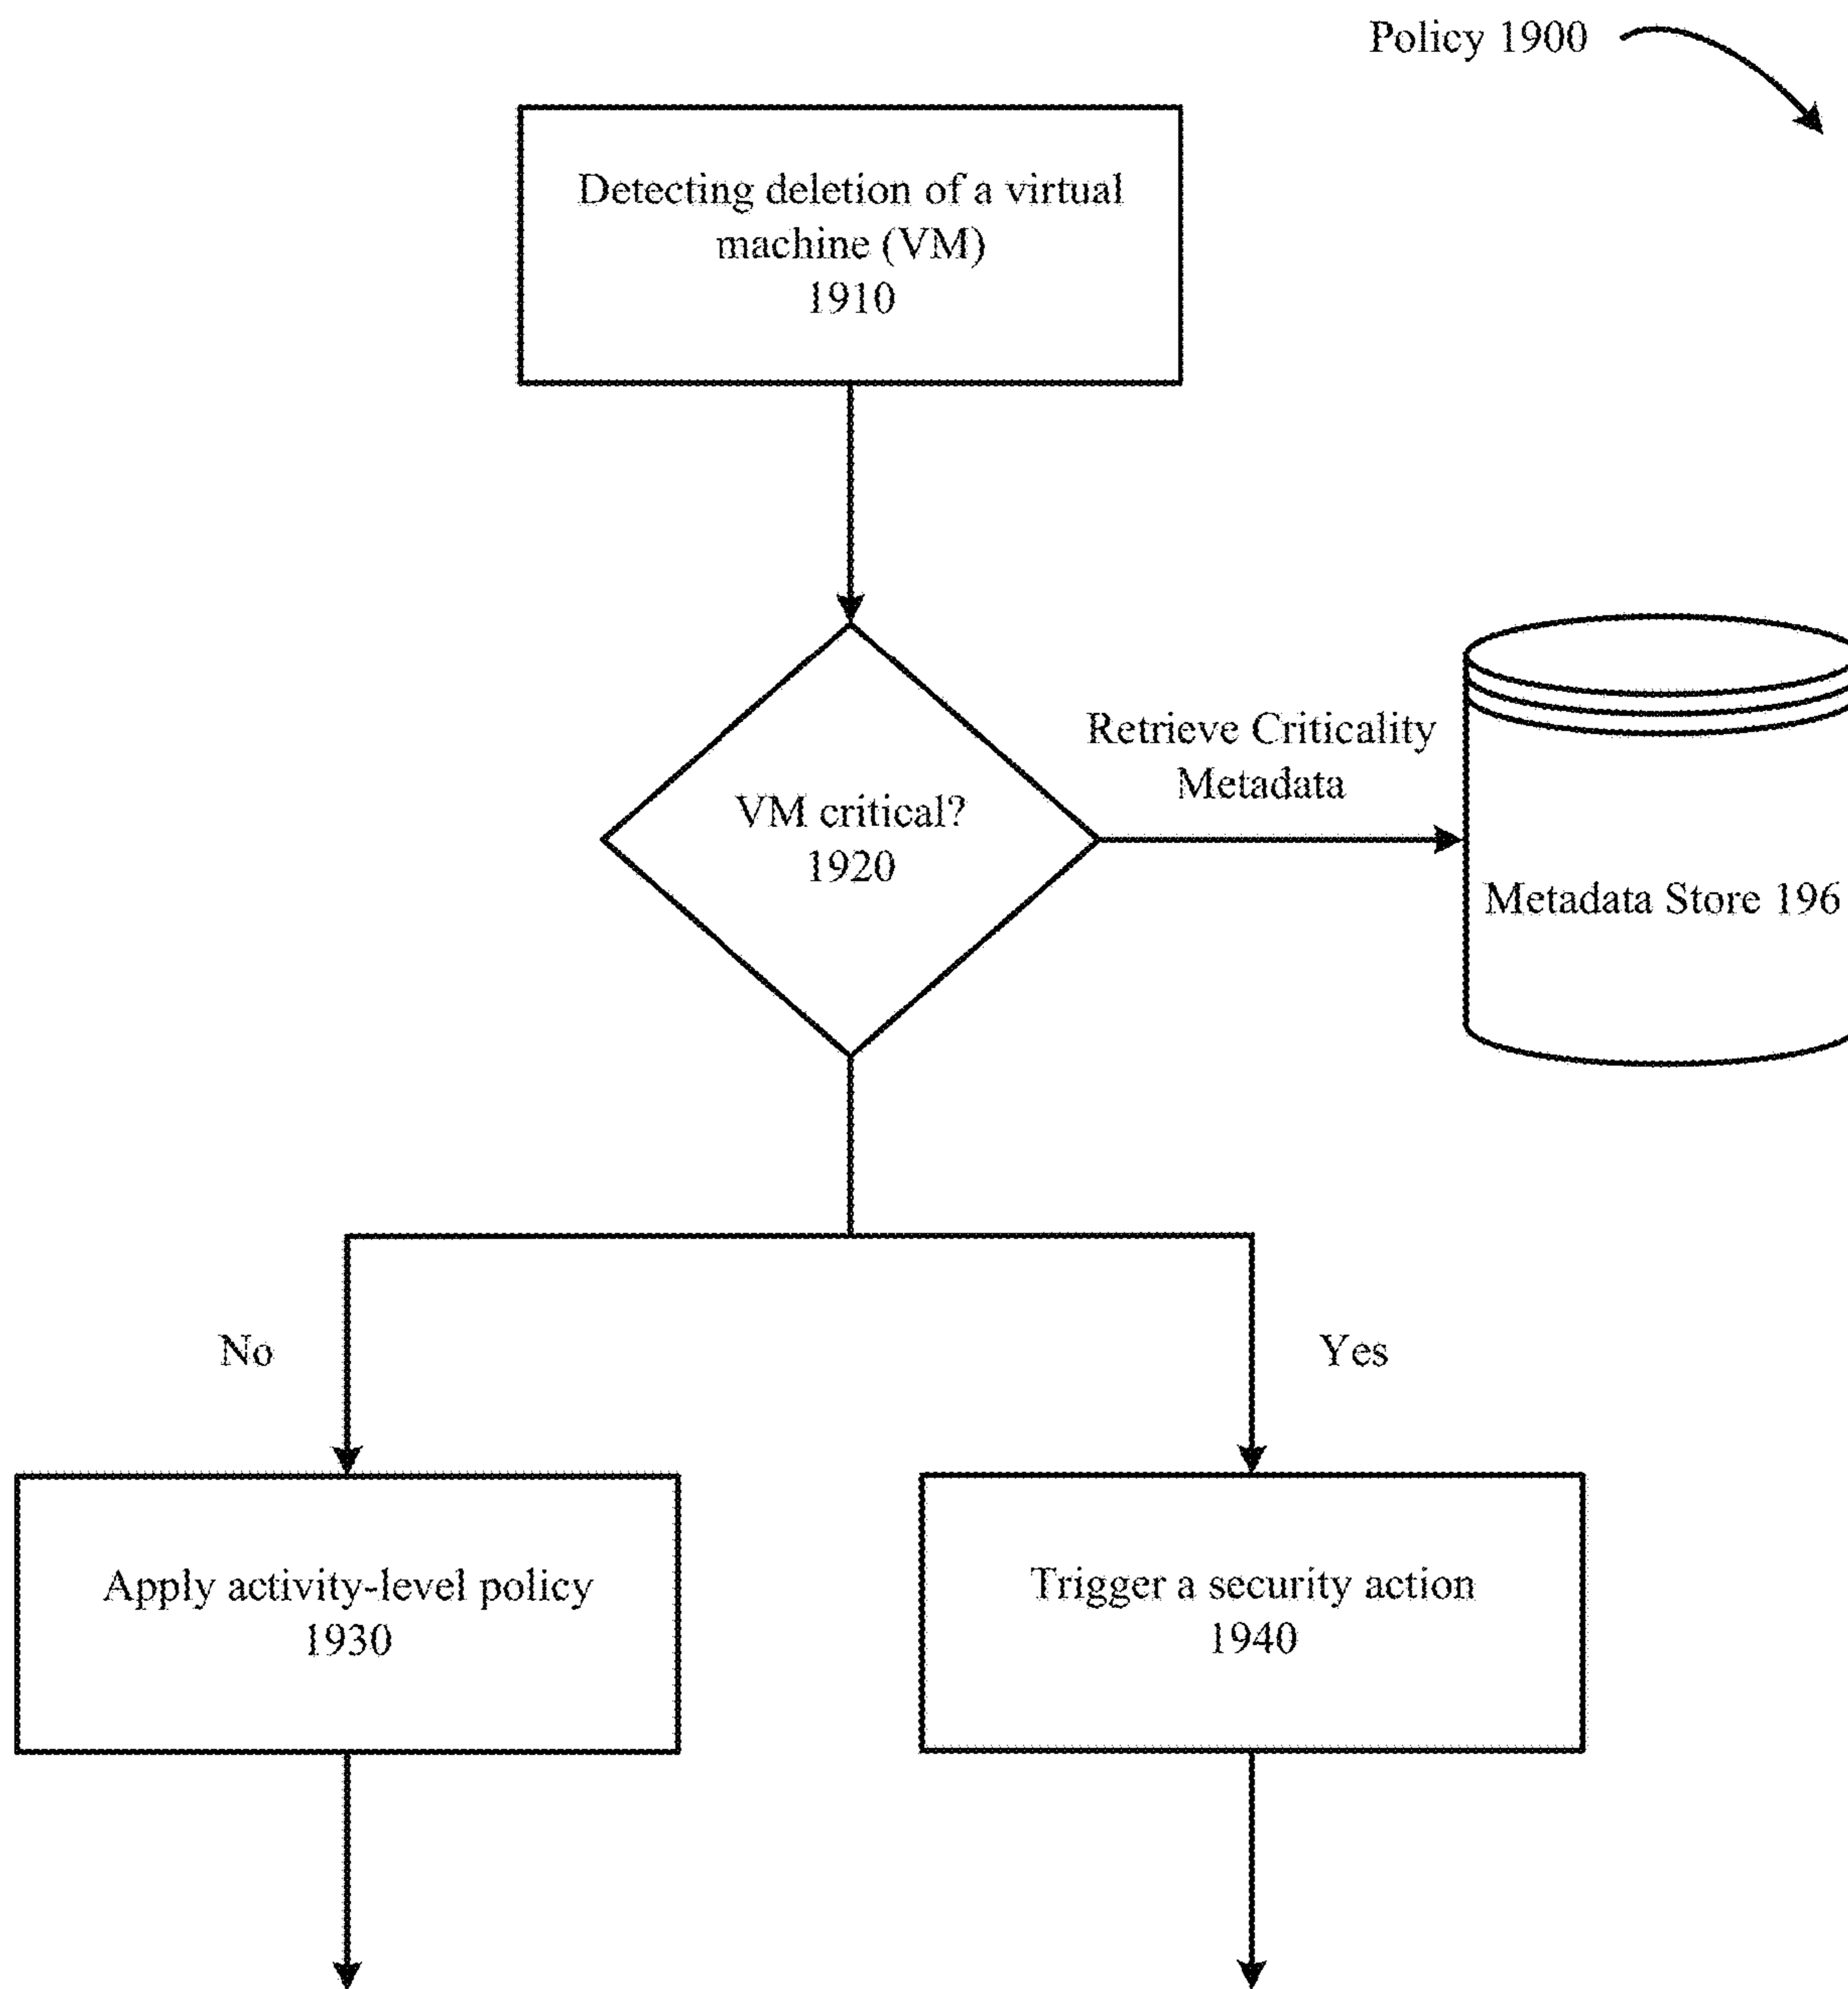 Policy 1900
Detecting deletion of a virtual
machine (VM)
1910
VM critical?
1920
Retrieve Criticality
Metadata
Metadata Store 196
No
Yes
Apply activity-level policy
1930
Trigger a security action
1940